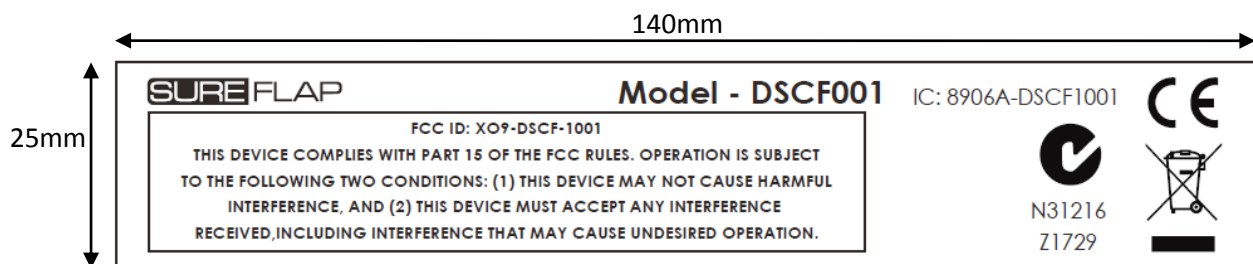 140mm
25mm
SUREFLAP
Model - DSCF001
IC: 8906A-DSCF1001
FCC ID: XO9-DSCF-1001
THIS DEVICE COMPLIES WITH PART 15 OF THE FCC RULES. OPERATION IS SUBJECT
TO THE FOLLOWING TWO CONDITIONS: (1) THIS DEVICE MAY NOT CAUSE HARMFUL
INTERFERENCE, AND (2) THIS DEVICE MUST ACCEPT ANY INTERFERENCE
RECEIVED,INCLUDING INTERFERENCE THAT MAY CAUSE UNDESIRED OPERATION.
CE
N31216
Z1729